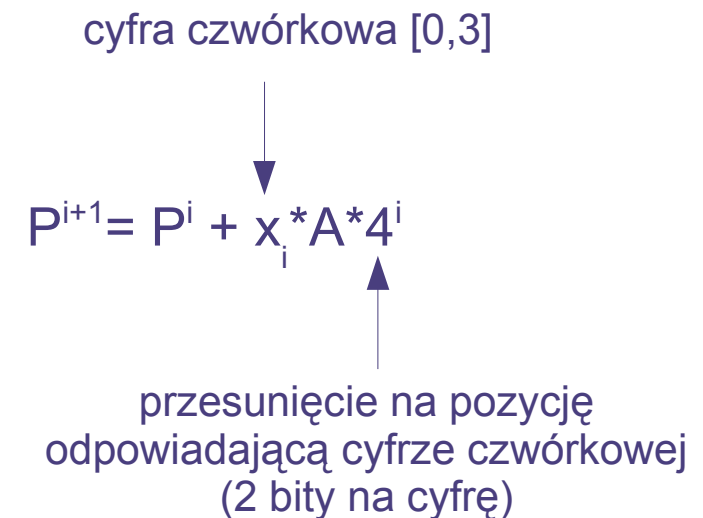 cyfra czwórkowa [0,3]
Pⁱ⁺¹= Pⁱ + xᵢ*A*4ⁱ
przesunięcie na pozycję
odpowiadającą cyfrze czwórkowej
(2 bity na cyfrę)